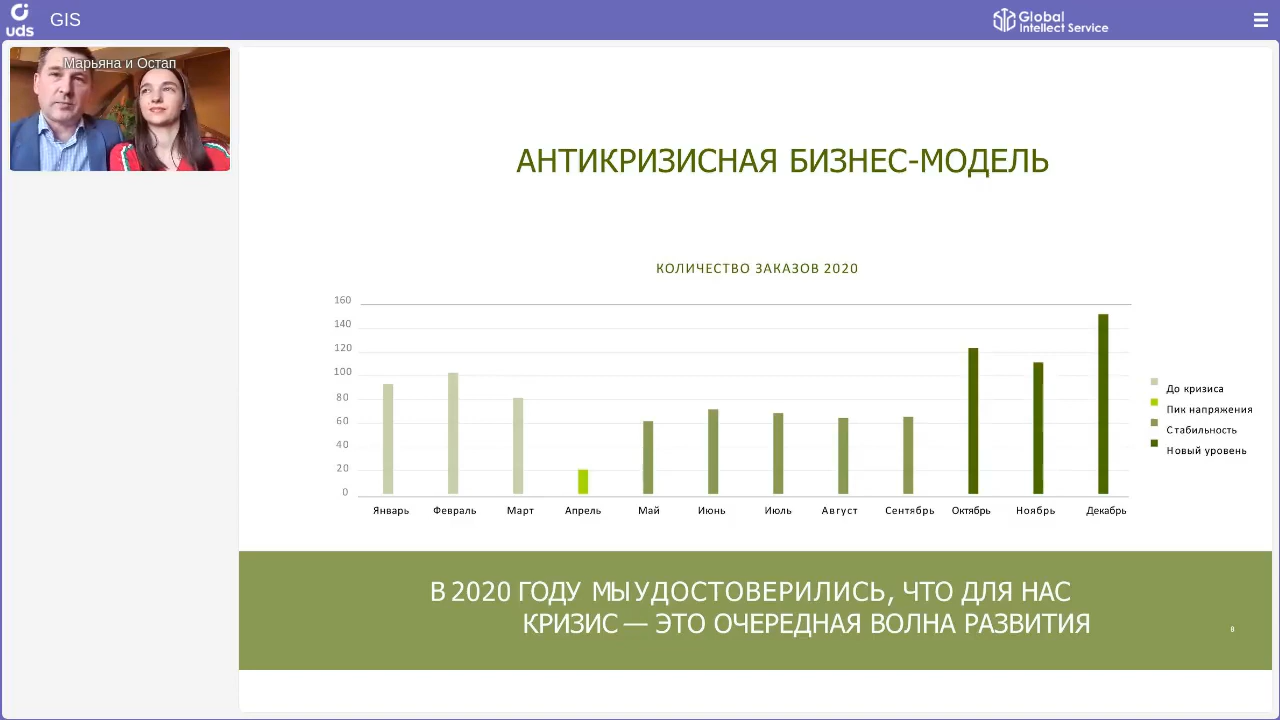 uds
GIS
Global
Intellect Service
Марьяна и Остап
АНТИКРИЗИСНАЯ БИЗНЕС-МОДЕЛЬ
КОЛИЧЕСТВО ЗАКАЗОВ 2020
160
140
120
100
80
60
40
20
0
Январь Февраль Март Апрель Май Июнь Июль Август Сентябрь Октябрь Ноябрь Декабрь
До кризиса
Пик напряжения
Стабильность
Новый уровень
В 2020 ГОДУ МЫ УДОСТОВЕРИЛИСЬ, ЧТО ДЛЯ НАС
КРИЗИС — ЭТО ОЧЕРЕДНАЯ ВОЛНА РАЗВИТИЯ
8